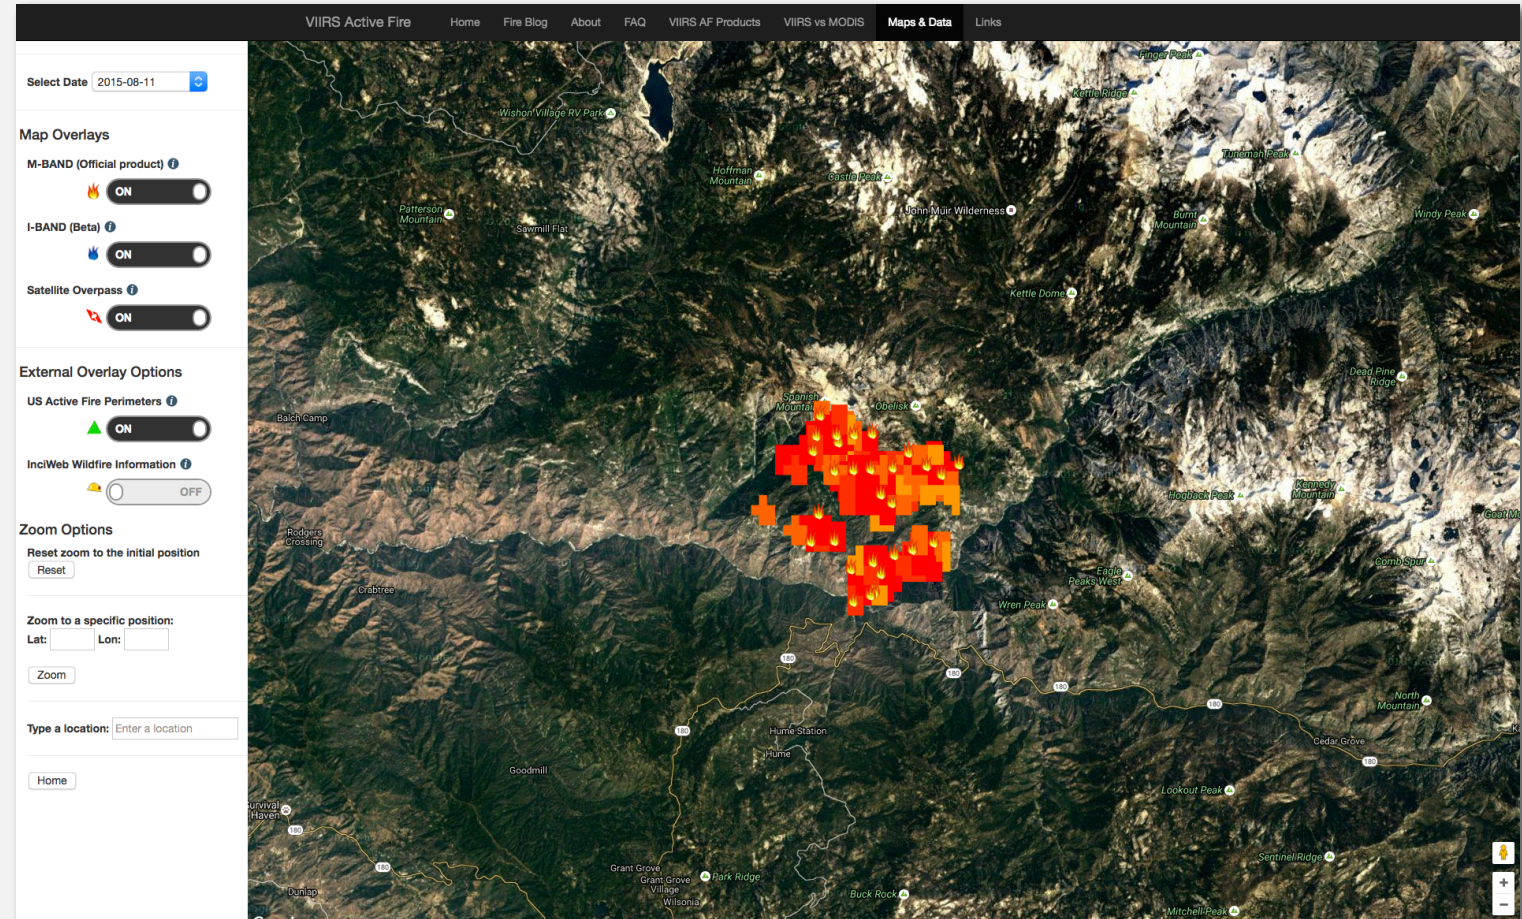 VIIRS Active Fire Home Fire Blog About FAQ VIIRS AF Products VIIRS vs MODIS Maps & Data Links
Select Date 2015-08-11
Map Overlays
M-BAND (Official product)
ON
I-BAND (Beta)
ON
Satellite Overpass
ON
External Overlay Options
US Active Fire Perimeters
ON
InciWeb Wildfire Information
OFF
Zoom Options
Reset zoom to the initial position
Reset
Zoom to a specific position:
Lat: Lon:
Zoom
Type a location: Enter a location
Home
Finger Peak
Kettle Ridge
Wishon Village RV Park
Tunemah Peak
Hoffman
Mountain
Castle Peak
Patterson
Mountain
John Muir Wilderness
Burnt
Mountain
Windy Peak
Sawmill Flat
Kettle Dome
Dead Pine
Ridge
Spanish
Mountain
Obelisk
Balch Camp
Kennedy
Mountain
Hogback Peak
Goat Mo
Rodgers
Crossing
Comb Spur
Eagle
Peaks West
Crabtree
Wren Peak
180
180
180
180
North
Mountain
180
Hume Station
Cedar Grove
Hume
180
Goodmill
Lookout Peak
Survival
Haven
180
Sentinel Ridge
180
Grant Grove
Grant Grove
Village
Wilsonia
Park Ridge
Dunlap
Buck Rock
Mitchell Peak